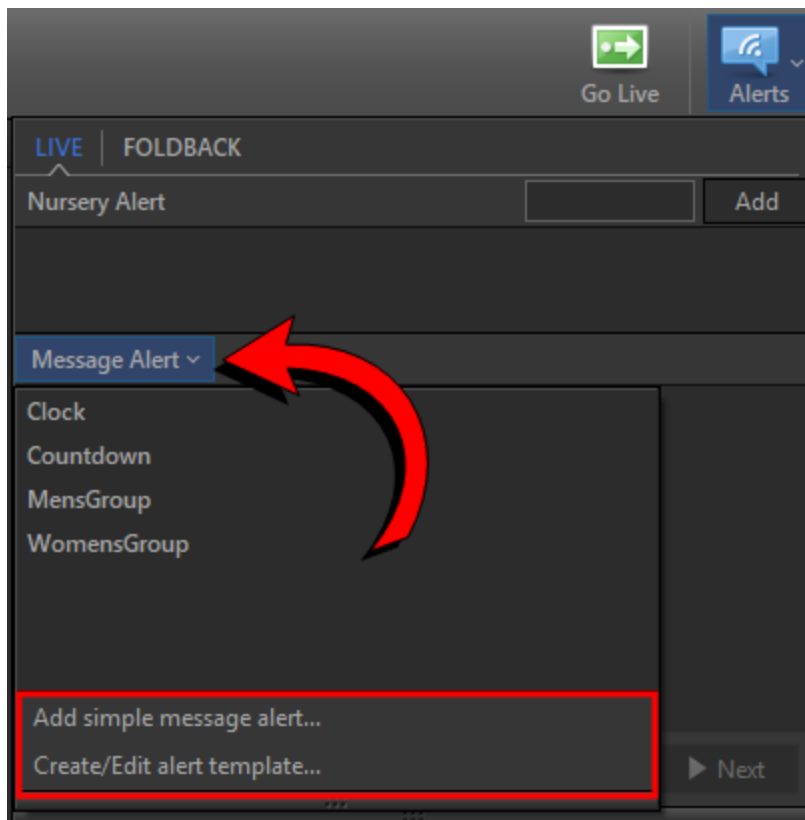 Go Live
Alerts
LIVE
FOLDBACK
Nursery Alert
Add
Message Alert
Clock
Countdown
MensGroup
WomensGroup
Add simple message alert...
Create/Edit alert template...
Next